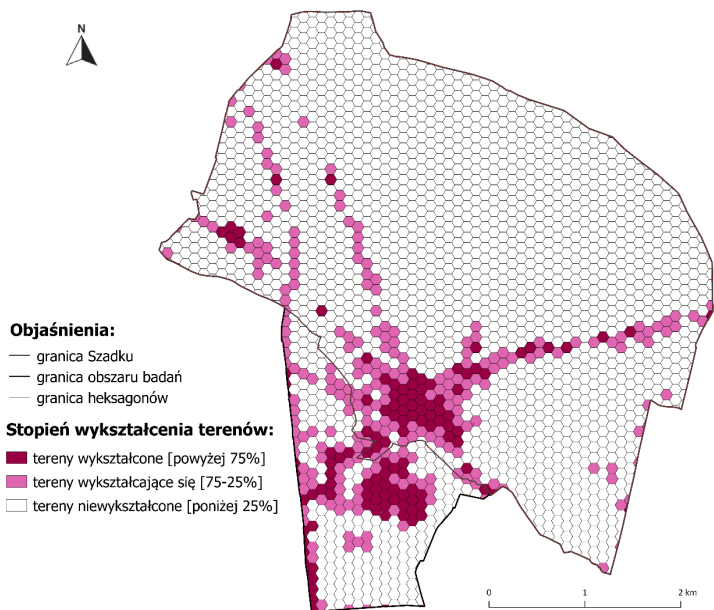 N
Objaśnienia:
granica Szadku
granica obszaru badań
granica heksagonów
Stopień wykształcenia terenów:
tereny wykształcone [powyżej 75%]
tereny wykształcające się [75-25%]
tereny niewykształcone [poniżej 25%]
0 1 2 km